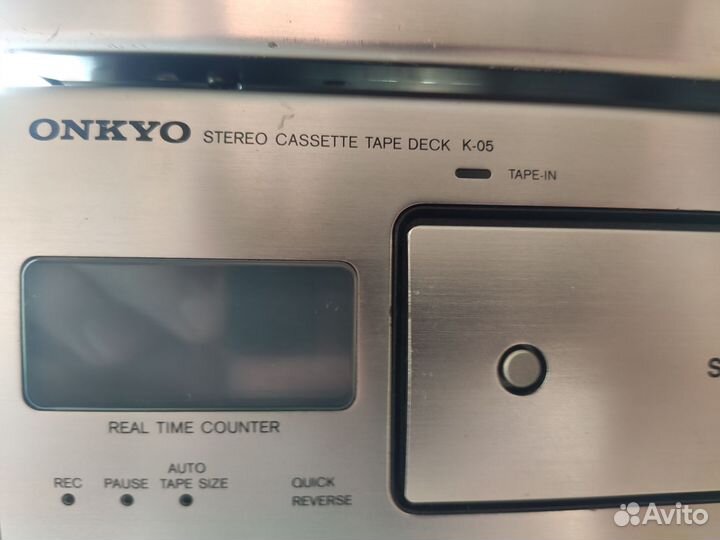 ONKYO STEREO CASSETTE TAPE DECK K-05
TAPE-IN
S
REAL TIME COUNTER
REC PAUSE AUTO TAPE SIZE QUICK REVERSE
Avito